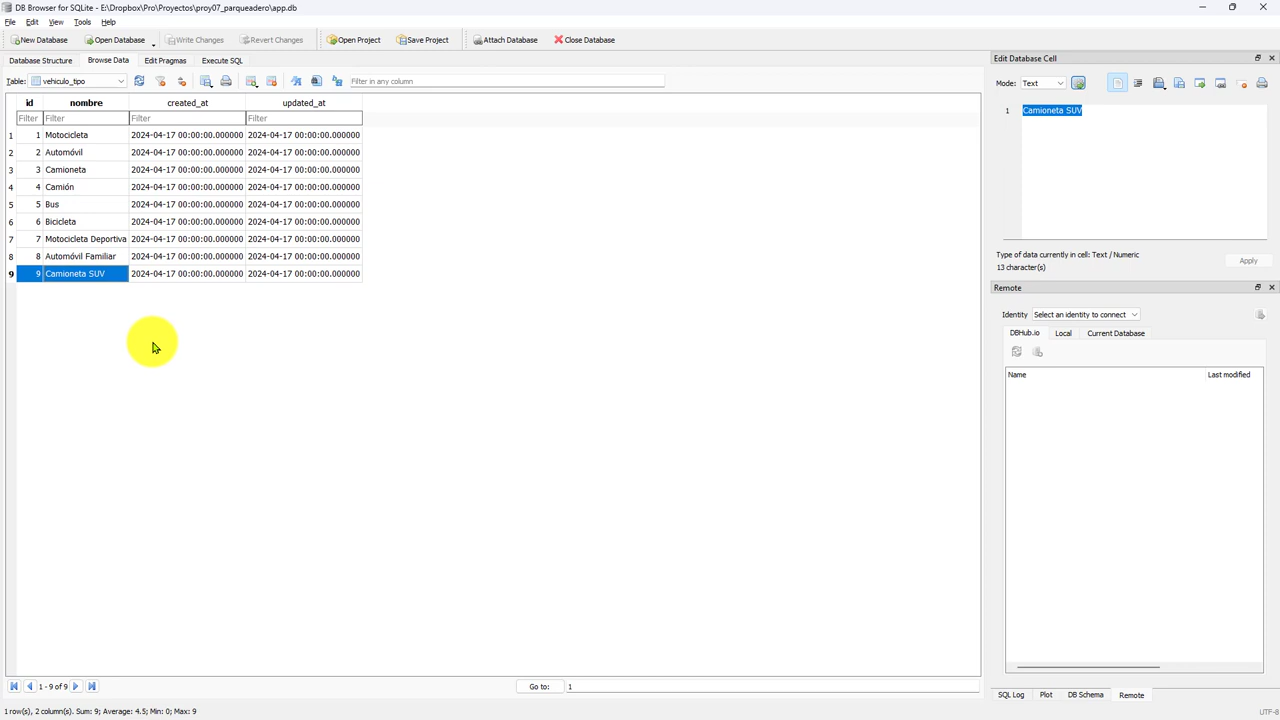 DB Browser for SQLite - E:\Dropbox\Pro\Proyectos\proy07_parqueadero\app.db
File Edit View Tools Help
New Database Open Database Write Changes Revert Changes Open Project Save Project Attach Database Close Database
Database Structure Browse Data Edit Pragmas Execute SQL
Table: vehiculo_tipo Filter in any column
id nombre created_at updated_at
Filter Filter Filter Filter
1 1 Motocicleta 2024-04-17 00:00:00.000000 2024-04-17 00:00:00.000000
2 2 Automóvil 2024-04-17 00:00:00.000000 2024-04-17 00:00:00.000000
3 3 Camioneta 2024-04-17 00:00:00.000000 2024-04-17 00:00:00.000000
4 4 Camión 2024-04-17 00:00:00.000000 2024-04-17 00:00:00.000000
5 5 Bus 2024-04-17 00:00:00.000000 2024-04-17 00:00:00.000000
6 6 Bicicleta 2024-04-17 00:00:00.000000 2024-04-17 00:00:00.000000
7 7 Motocicleta Deportiva 2024-04-17 00:00:00.000000 2024-04-17 00:00:00.000000
8 8 Automóvil Familiar 2024-04-17 00:00:00.000000 2024-04-17 00:00:00.000000
9 9 Camioneta SUV 2024-04-17 00:00:00.000000 2024-04-17 00:00:00.000000
1 - 9 of 9 Go to: 1
1 row(s), 2 column(s). Sum: 9; Average: 4.5; Min: 0; Max: 9
Edit Database Cell
Mode: Text
1 Camioneta SUV
Type of data currently in cell: Text / Numeric
13 character(s)
Apply
Remote
Identity Select an identity to connect
DBHub.io Local Current Database
Name Last modified
SQL Log Plot DB Schema Remote
UTF-8